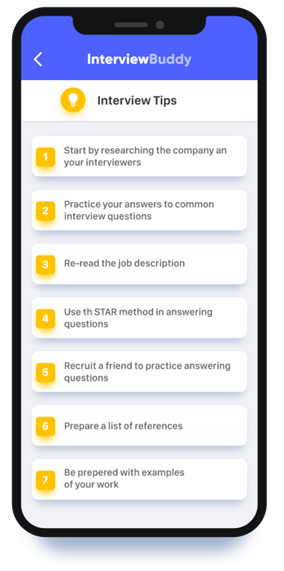 InterviewBuddy
Interview Tips
1
Start by researching the company an
your interviewers
2
Practice your answers to common
interview questions
3
Re-read the job description
4
Use th STAR method in answering
questions
5
Recruit a friend to practice answering
questions
6
Prepare a list of references
7
Be prepered with examples
of your work